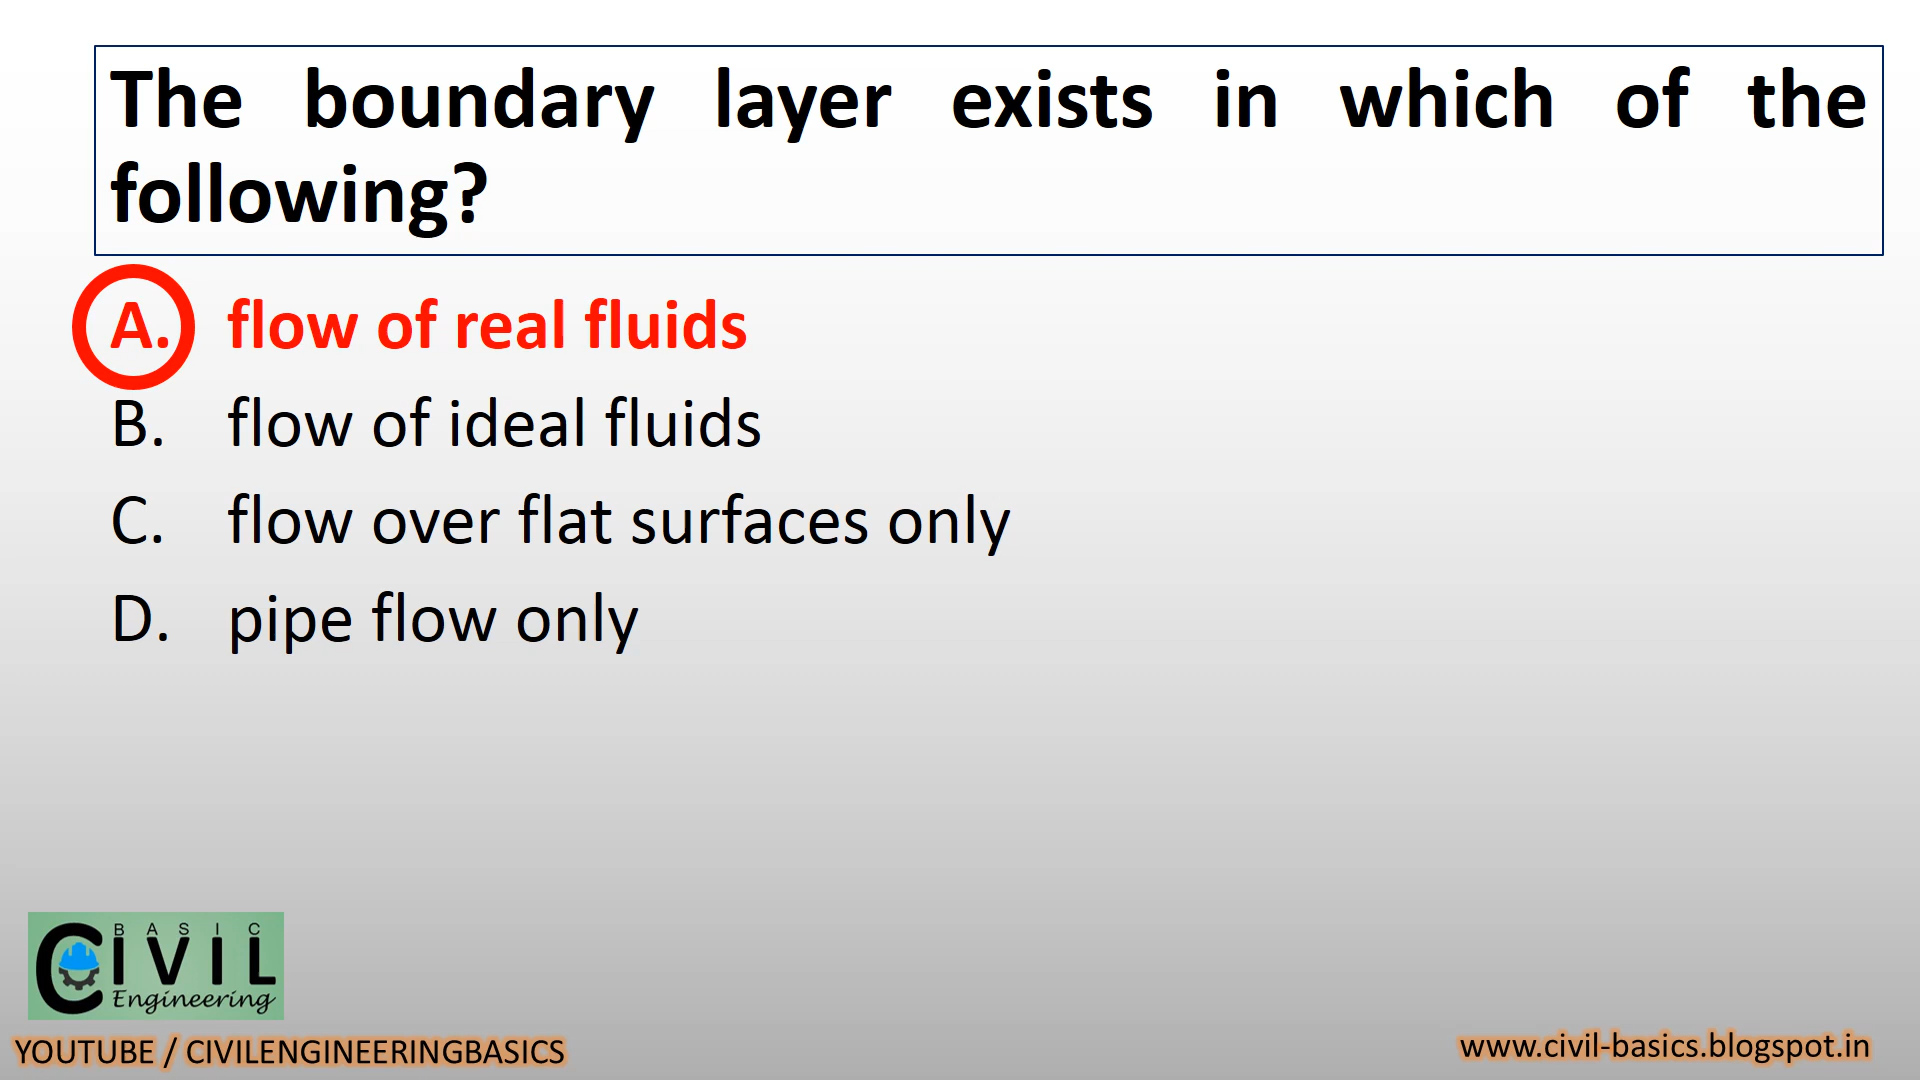 The boundary layer exists in which of the
following?
A. flow of real fluids
B. flow of ideal fluids
C. flow over flat surfaces only
D. pipe flow only
BASIC
CIVIL
Engineering
YOUTUBE / CIVILENGINEERINGBASICS
www.civil-basics.blogspot.in